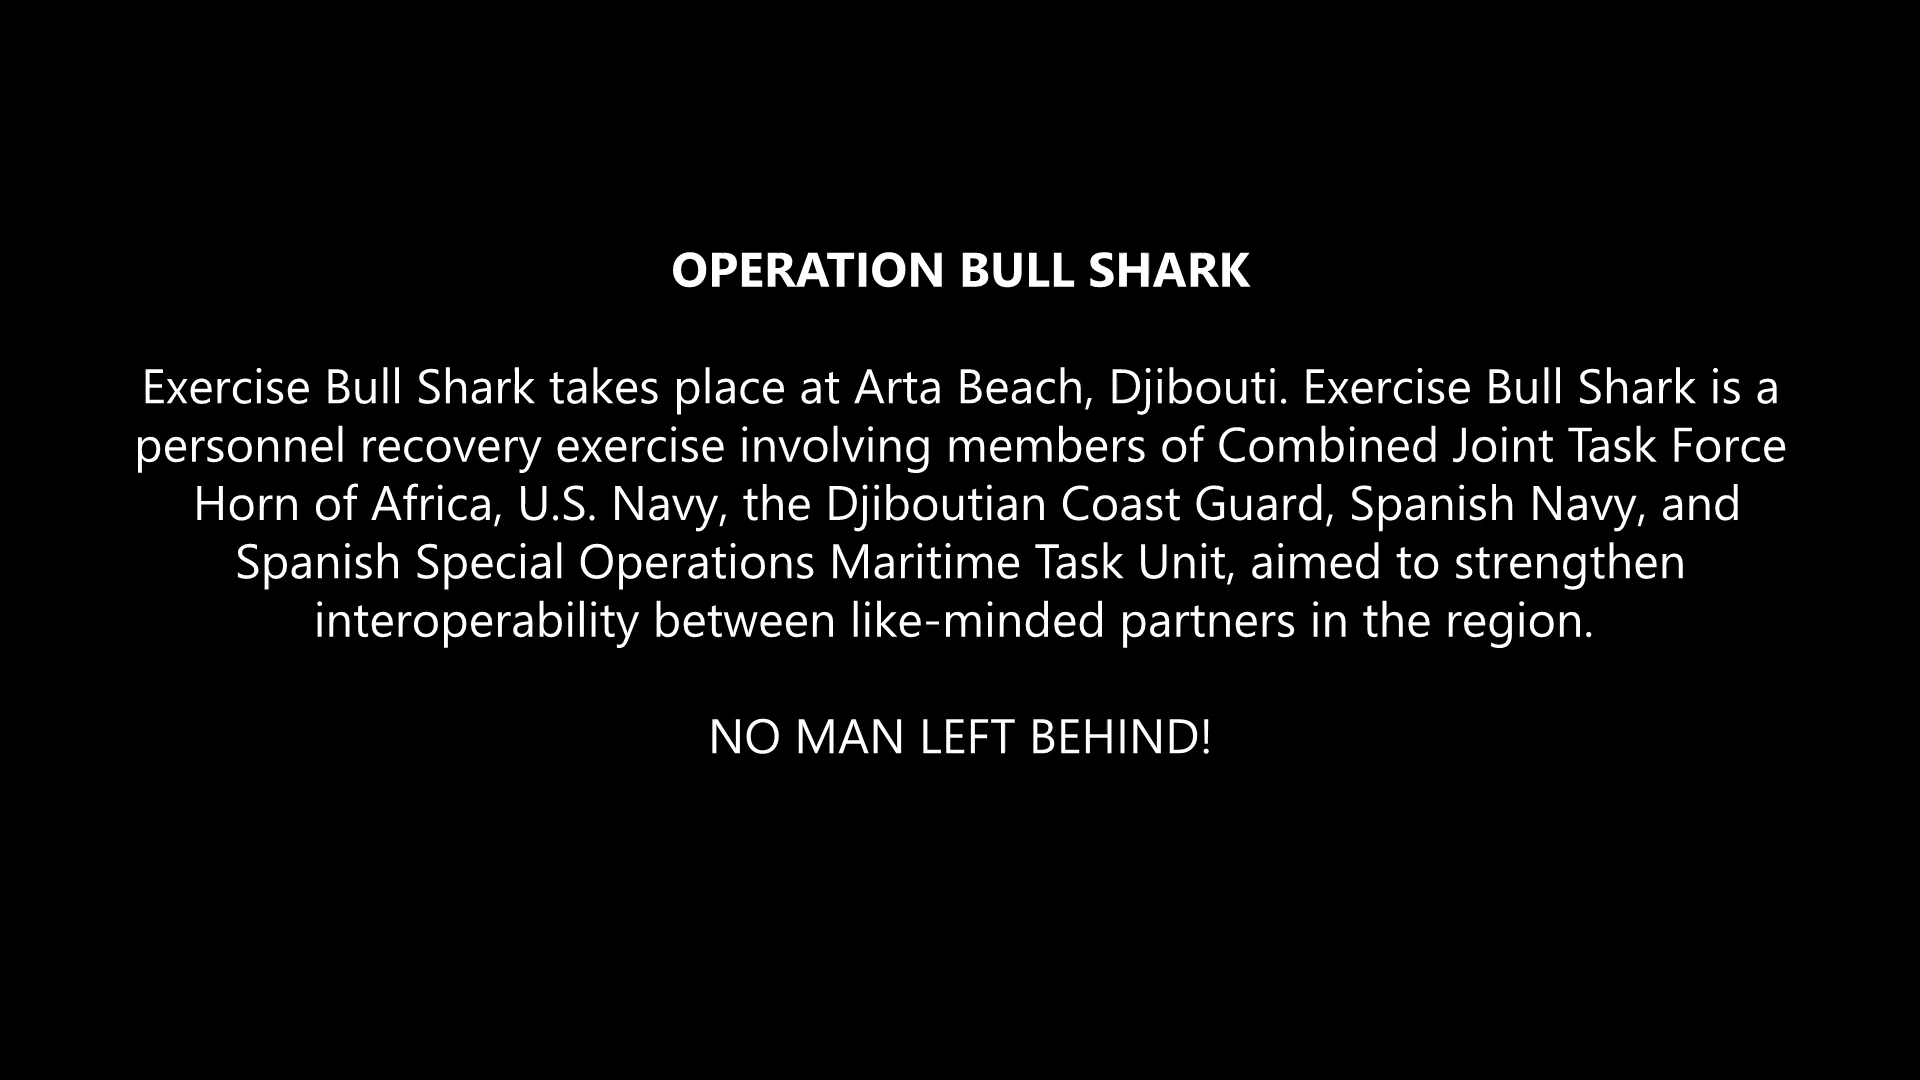 OPERATION BULL SHARK
Exercise Bull Shark takes place at Arta Beach, Djibouti. Exercise Bull Shark is a
personnel recovery exercise involving members of Combined Joint Task Force
Horn of Africa, U.S. Navy, the Djiboutian Coast Guard, Spanish Navy, and
Spanish Special Operations Maritime Task Unit, aimed to strengthen
interoperability between like-minded partners in the region.
NO MAN LEFT BEHIND!